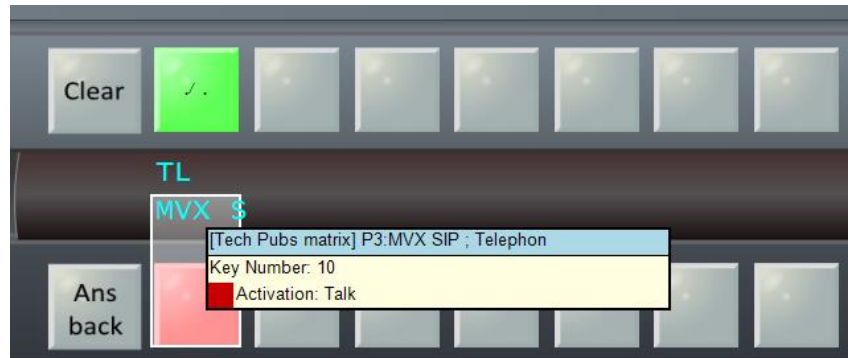 Clear
TL
MVX S
[Tech Pubs matrix] P3:MVX SIP ; Telephon
Key Number: 10
Activation: Talk
Ans
back